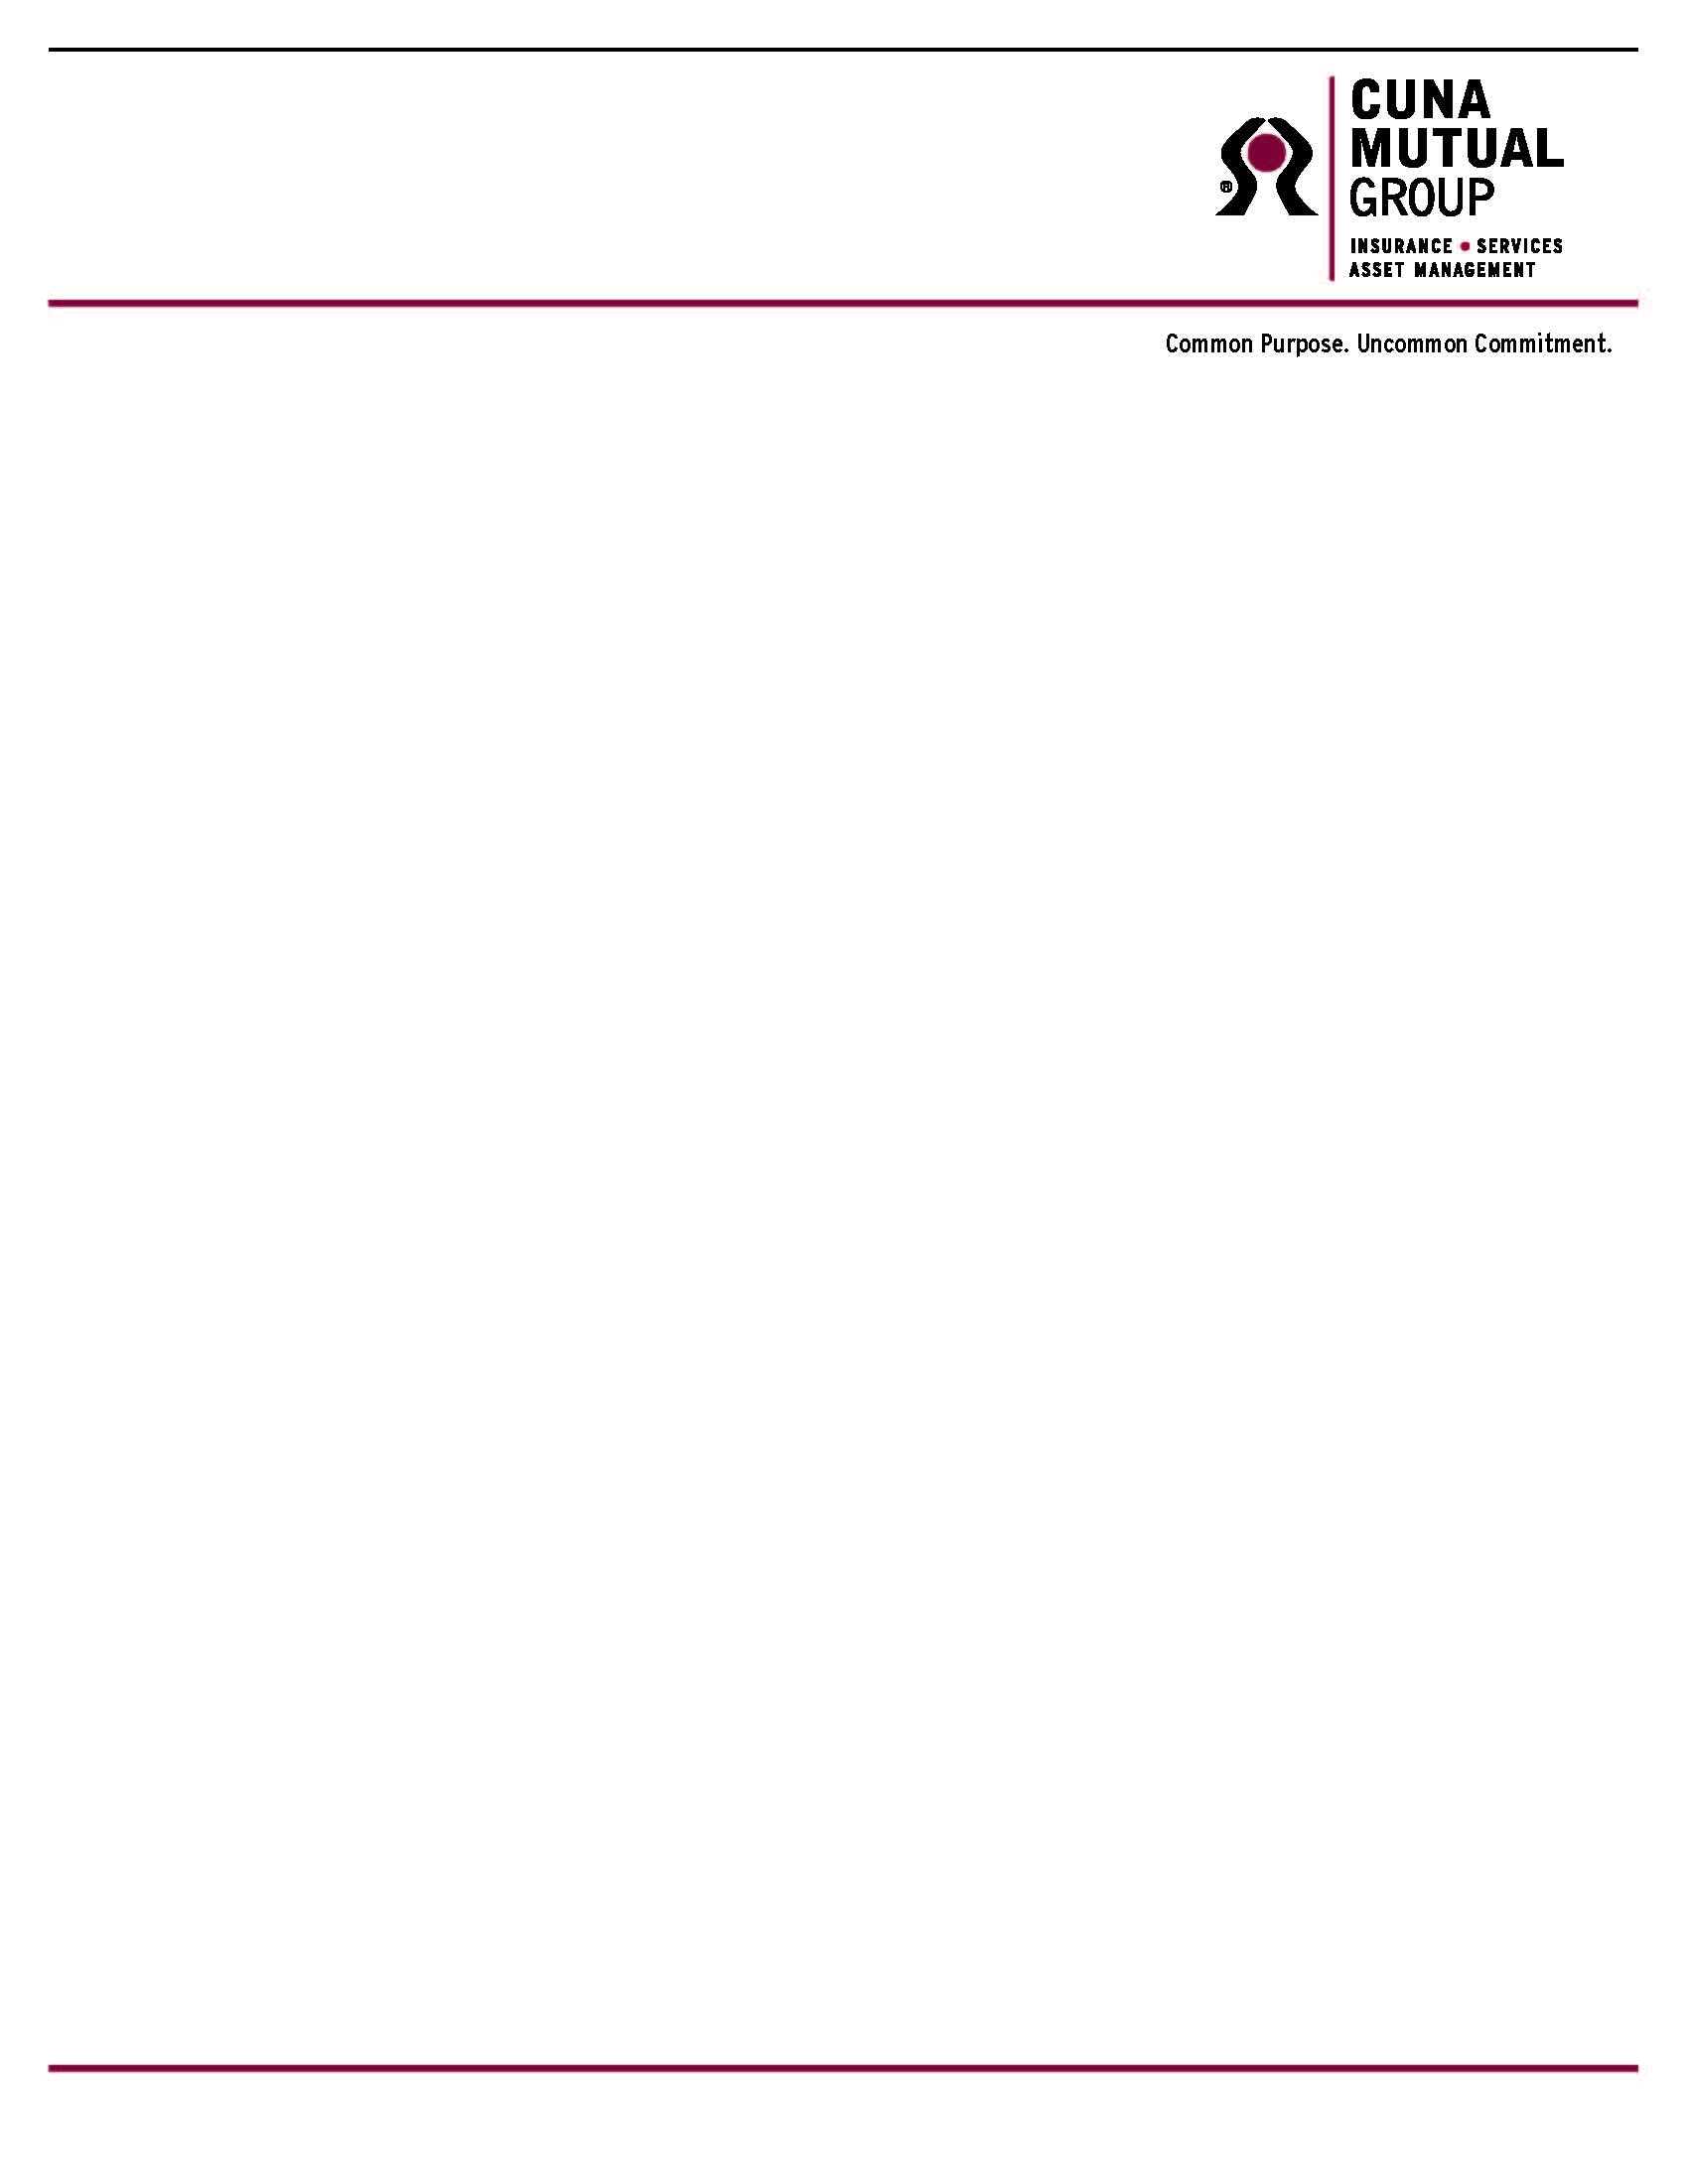 CUNA
MUTUAL
GROUP
®
INSURANCE • SERVICES
ASSET MANAGEMENT
Common Purpose. Uncommon Commitment.